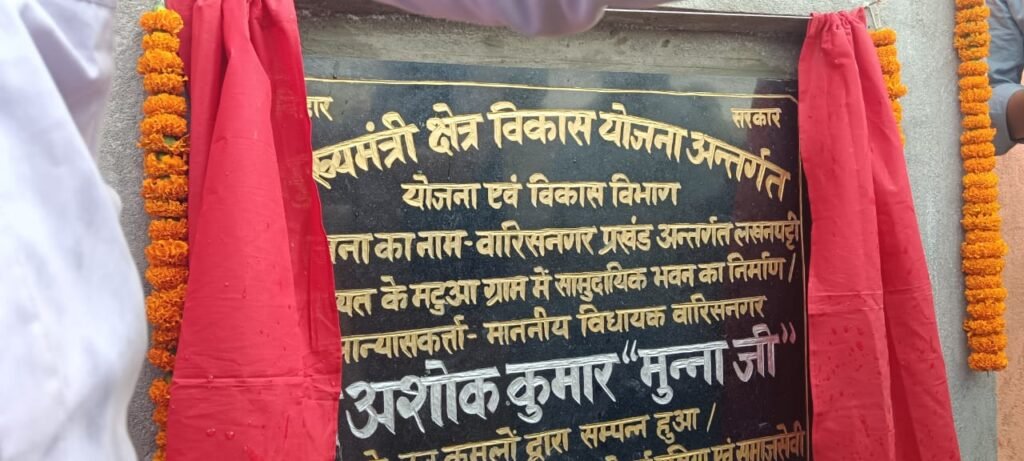 हार सरकार
ख्यमंत्री क्षेत्र विकास योजना अन्तर्गत
योजना एवं विकास विभाग
जना का नाम- वारिसनगर प्रखंड अन्तर्गत लखनपट्टी
यत के मटुआ ग्राम में सामुदायिक भवन का निर्माण/
लान्यासकर्त्ता- माननीय विधायक वारिसनगर
अशोक कुमार "मुन्ना जी"
के कर कमलों द्वारा सम्पन्न हुआ/
मुखिया एवं समाजसेवी